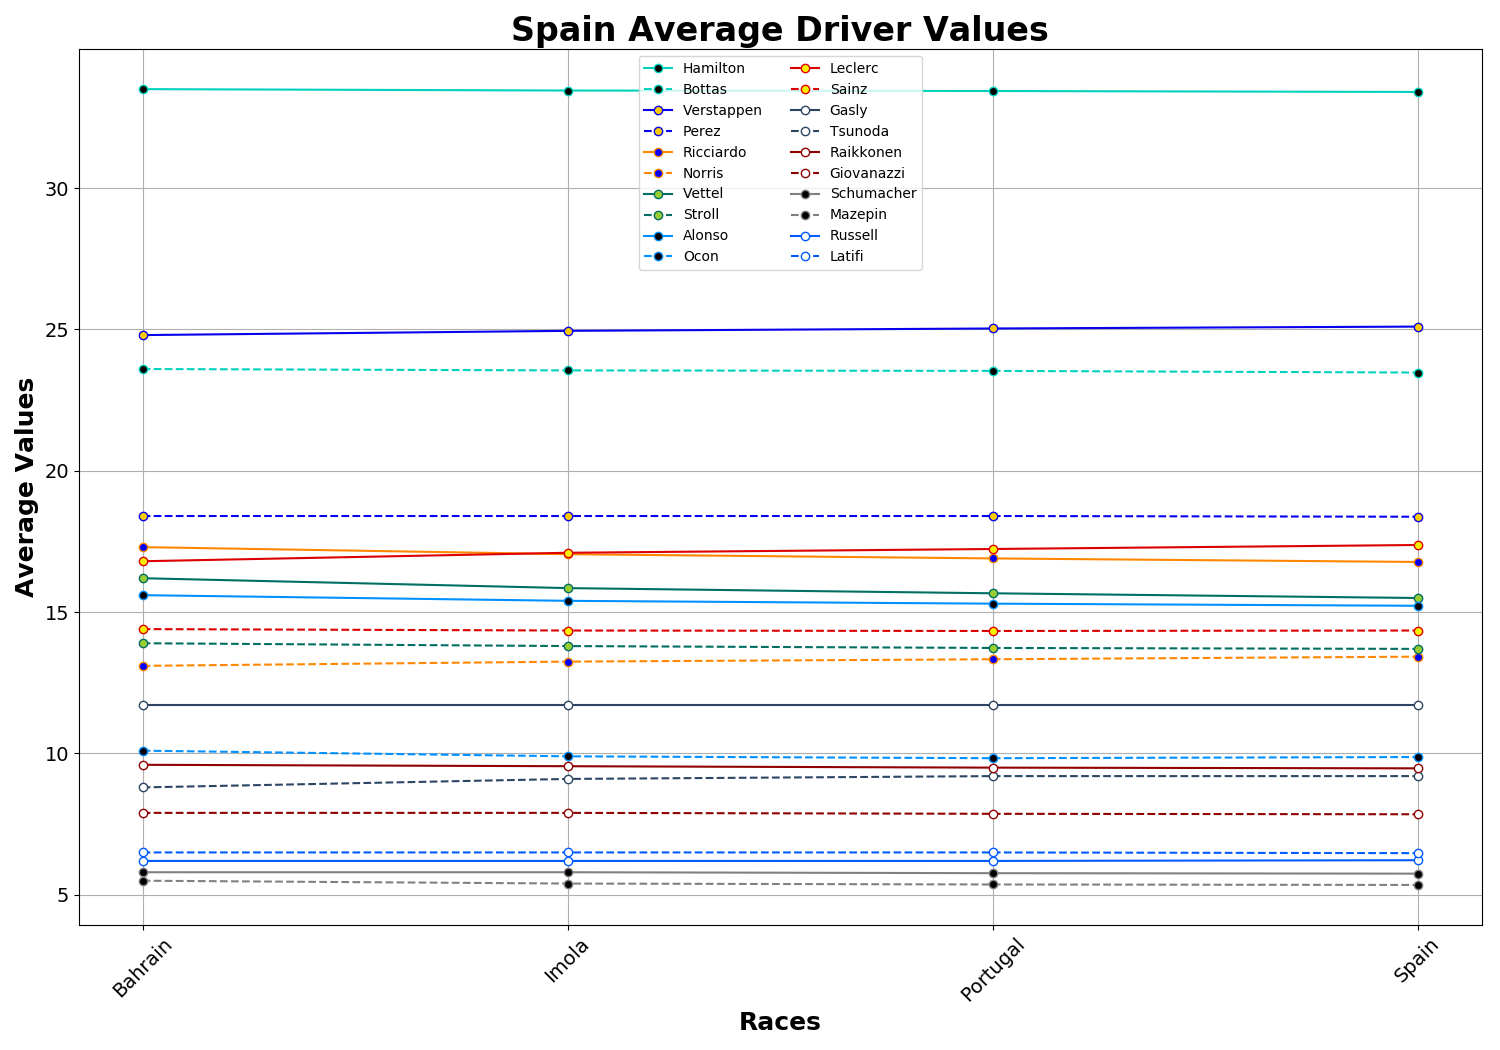 Spain Average Driver Values
Hamilton
Bottas
Verstappen
Perez
Ricciardo
Norris
Vettel
Stroll
Alonso
Ocon
Leclerc
Sainz
Gasly
Tsunoda
Raikkonen
Giovanazzi
Schumacher
Mazepin
Russell
Latifi
Average Values
30
25
20
15
10
5
Bahrain
Imola
Portugal
Spain
Races